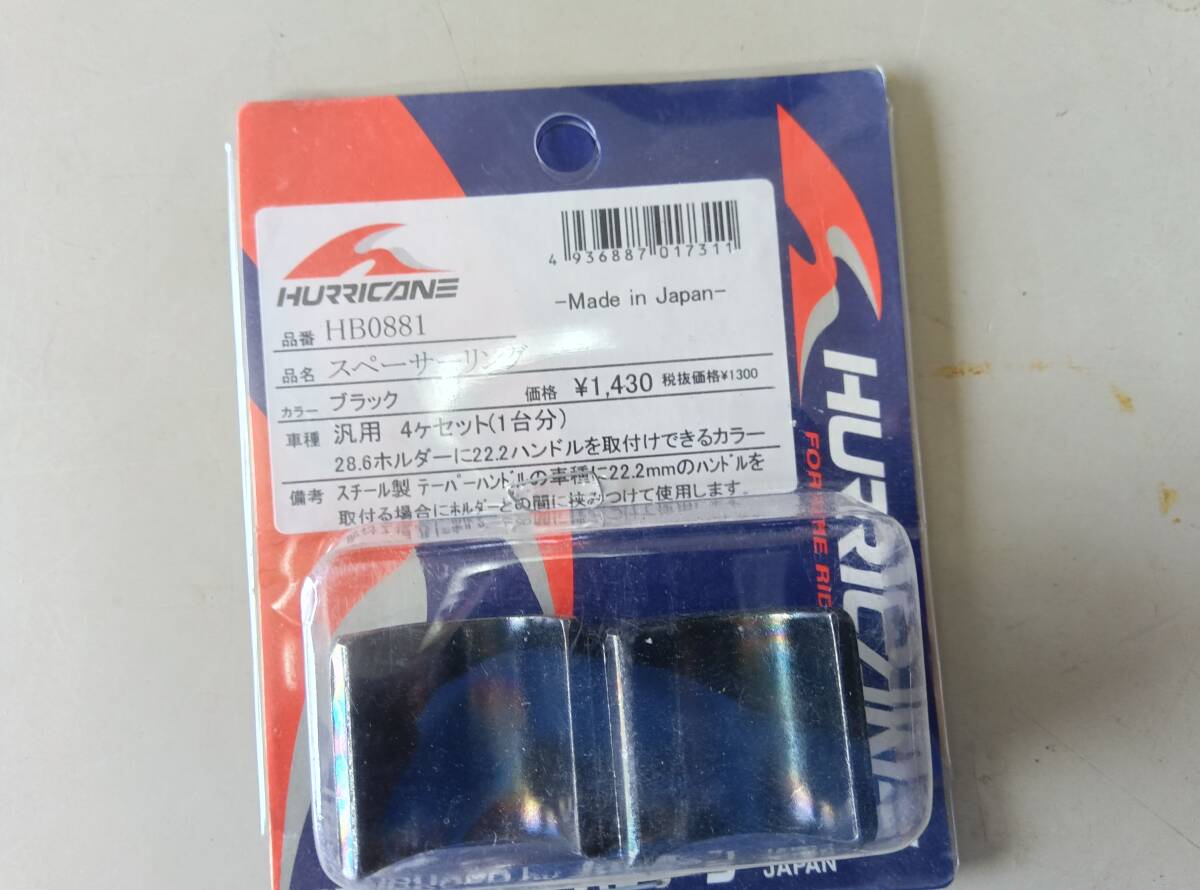 HURRICANE
4 936887 017311
-Made in Japan-
品番 HB0881
品名 スペーサーリング
カラー ブラック 価格 ¥1,430 税抜価格¥1300
車種 汎用 4ケセット(1台分)
28.6ホルダーに22.2ハンドルを取付けできるカラー
備考 スチール製 テーパーハンドルの車種に22.2mmのハンドルを
取付る場合にホルダーとの間に挟みつけて使用します。
HURRICANE
JAPAN